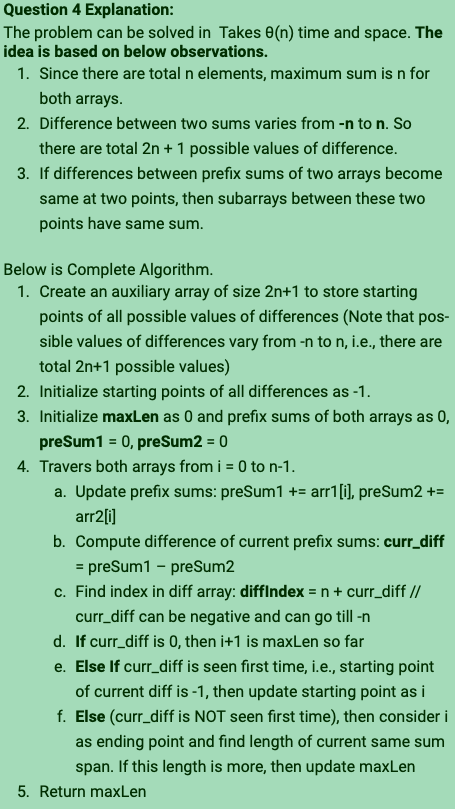 Question 4 Explanation:
The problem can be solved in  Takes θ(n) time and space. The
idea is based on below observations.
1. Since there are total n elements, maximum sum is n for
both arrays.
2. Difference between two sums varies from -n to n. So
there are total 2n + 1 possible values of difference.
3. If differences between prefix sums of two arrays become
same at two points, then subarrays between these two
points have same sum.
Below is Complete Algorithm.
1. Create an auxiliary array of size 2n+1 to store starting
points of all possible values of differences (Note that pos-
sible values of differences vary from -n to n, i.e., there are
total 2n+1 possible values)
2. Initialize starting points of all differences as -1.
3. Initialize maxLen as 0 and prefix sums of both arrays as 0,
preSum1 = 0, preSum2 = 0
4. Travers both arrays from i = 0 to n-1.
a. Update prefix sums: preSum1 += arr1[i], preSum2 +=
arr2[i]
b. Compute difference of current prefix sums: curr_diff
= preSum1 – preSum2
c. Find index in diff array: diffIndex = n + curr_diff //
curr_diff can be negative and can go till -n
d. If curr_diff is 0, then i+1 is maxLen so far
e. Else If curr_diff is seen first time, i.e., starting point
of current diff is -1, then update starting point as i
f. Else (curr_diff is NOT seen first time), then consider i
as ending point and find length of current same sum
span. If this length is more, then update maxLen
5. Return maxLen